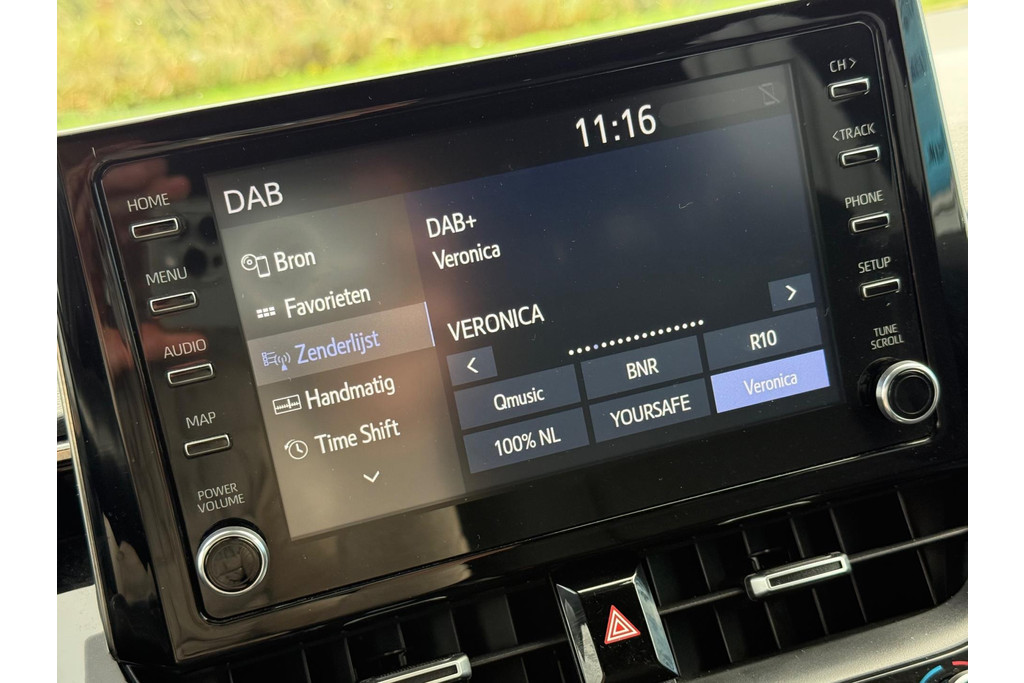 11:16
DAB
HOME
MENU
AUDIO
MAP
POWER
VOLUME
Bron
Favorieten
Zenderlijst
Handmatig
Time Shift
DAB+
Veronica
VERONICA
<
>
Qmusic
BNR
R10
100% NL
YOURSAFE
Veronica
CH >
< TRACK
PHONE
SETUP
TUNE
SCROLL